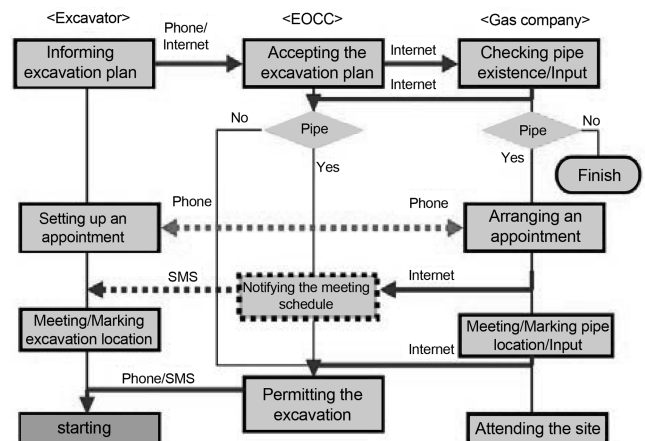 <Excavator>
<EOCC>
<Gas company>
Phone/
Internet
Informing
excavation plan
Accepting the
excavation plan
Internet
Checking pipe
existence/Input
Internet
No
Pipe
Yes
Pipe
No
Yes
Finish
Phone
Phone
Setting up an
appointment
Arranging an
appointment
SMS
Notifying the meeting
schedule
Internet
Meeting/Marking
excavation location
Meeting/Marking pipe
location/Input
Internet
Phone/SMS
Permitting the
excavation
starting
Attending the site